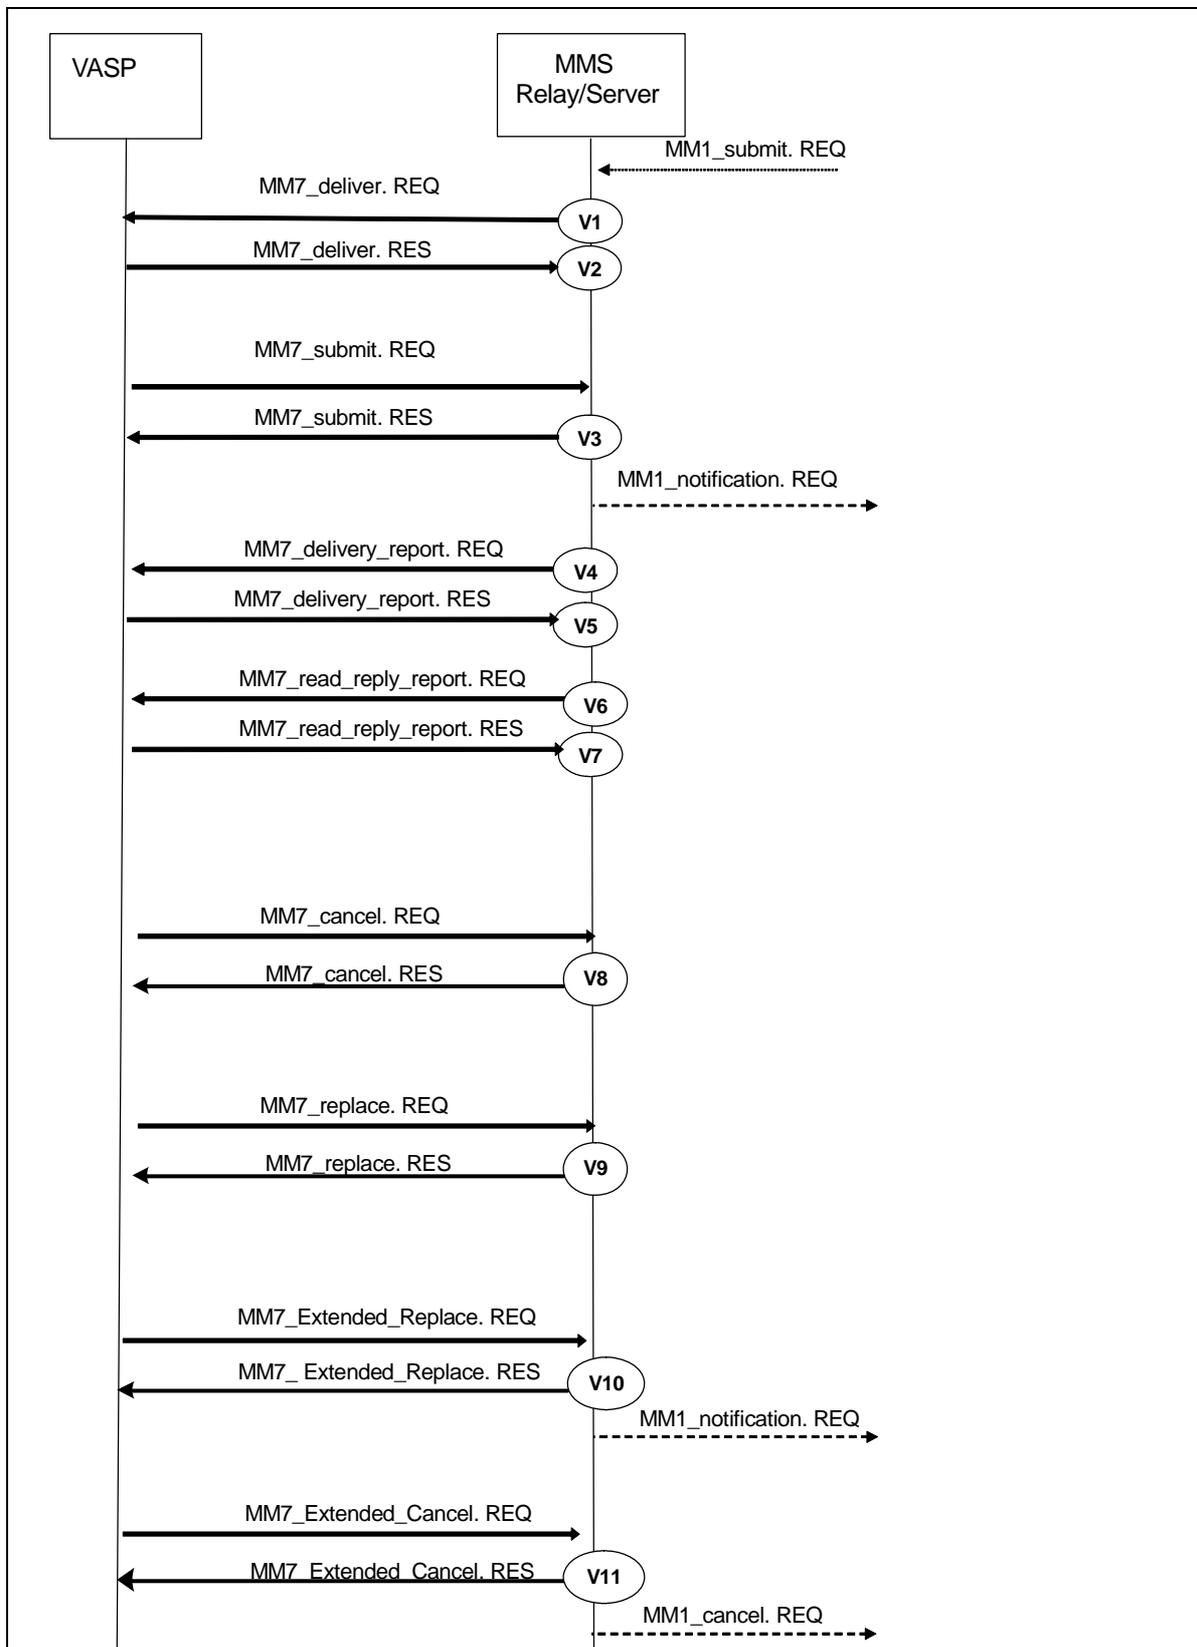 VASP
MMS
Relay/Server
MM1_submit. REQ
MM7_deliver. REQ
V1
MM7_deliver. RES
V2
MM7_submit. REQ
MM7_submit. RES
V3
MM1_notification. REQ
MM7_delivery_report. REQ
V4
MM7_delivery_report. RES
V5
MM7_read_reply_report. REQ
V6
MM7_read_reply_report. RES
V7
MM7_cancel. REQ
MM7_cancel. RES
V8
MM7_replace. REQ
MM7_replace. RES
V9
MM7_Extended_Replace. REQ
MM7_ Extended_Replace. RES
V10
MM1_notification. REQ
MM7_Extended_Cancel. REQ
MM7_Extended_Cancel. RES
V11
MM1_cancel. REQ